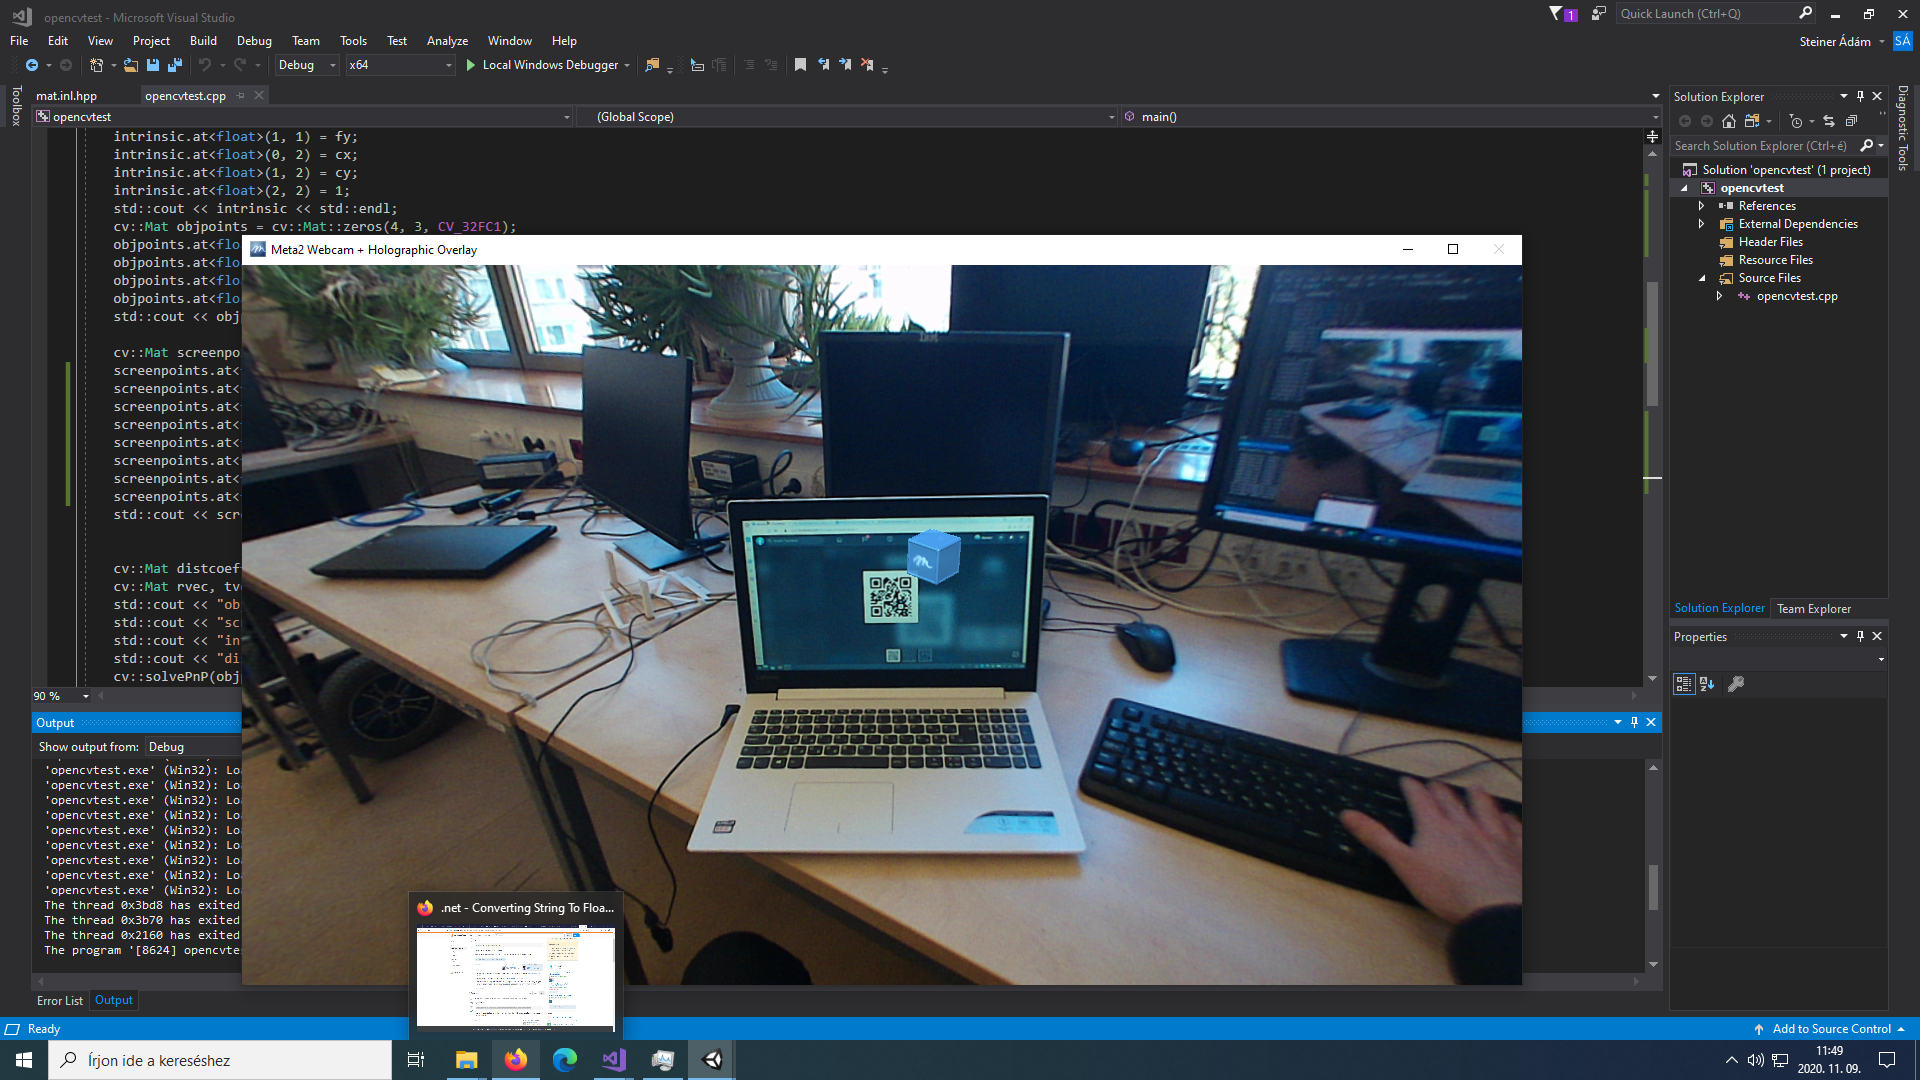 opencvtest - Microsoft Visual Studio
1
Quick Launch (Ctrl+Q)
File Edit View Project Build Debug Team Tools Test Analyze Window Help
Steiner Ádám SÁ
Debug x64 Local Windows Debugger
Toolbox
mat.inl.hpp opencvtest.cpp
opencvtest (Global Scope) main()
intrinsic.at<float>(1, 1) = fy;
intrinsic.at<float>(0, 2) = cx;
intrinsic.at<float>(1, 2) = cy;
intrinsic.at<float>(2, 2) = 1;
std::cout << intrinsic << std::endl;
cv::Mat objpoints = cv::Mat::zeros(4, 3, CV_32FC1);
objpoints.at<flo
objpoints.at<flo
objpoints.at<flo
objpoints.at<flo
std::cout << obj
cv::Mat screenpo
screenpoints.at<
screenpoints.at<
screenpoints.at<
screenpoints.at<
screenpoints.at<
screenpoints.at<
screenpoints.at<
screenpoints.at<
std::cout << scr
cv::Mat distcoef
cv::Mat rvec, tv
std::cout << "ob
std::cout << "sc
std::cout << "in
std::cout << "di
cv::solvePnP(obj
90 %
Meta2 Webcam + Holographic Overlay
Output
Show output from: Debug
'opencvtest.exe' (Win32): Loa
'opencvtest.exe' (Win32): Loa
'opencvtest.exe' (Win32): Loa
'opencvtest.exe' (Win32): Loa
'opencvtest.exe' (Win32): Loa
'opencvtest.exe' (Win32): Loa
'opencvtest.exe' (Win32): Loa
'opencvtest.exe' (Win32): Loa
'opencvtest.exe' (Win32): Loa
The thread 0x3bd8 has exited
The thread 0x3b70 has exited
The thread 0x2160 has exited
The program '[8624] opencvte
Error List Output
.net - Converting String To Floa...
Solution Explorer
Search Solution Explorer (Ctrl+é)
Solution 'opencvtest' (1 project)
opencvtest
References
External Dependencies
Header Files
Resource Files
Source Files
opencvtest.cpp
Solution Explorer Team Explorer
Properties
Diagnostic Tools
Ready
Add to Source Control
Írjon ide a kereséshez
11:49
2020. 11. 09.